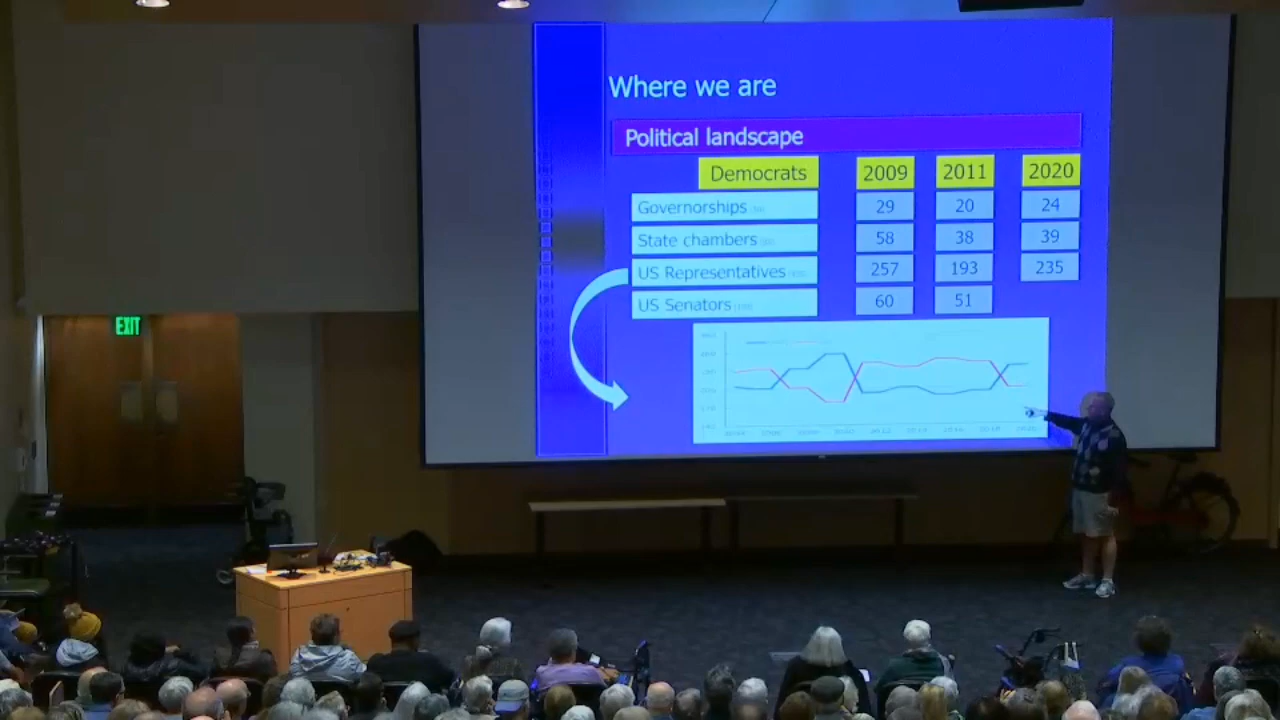 EXIT
Where we are
Political landscape
Democrats 2009 2011 2020
Governorships 29 20 24
State chambers 58 38 39
US Representatives 257 193 235
US Senators 60 51